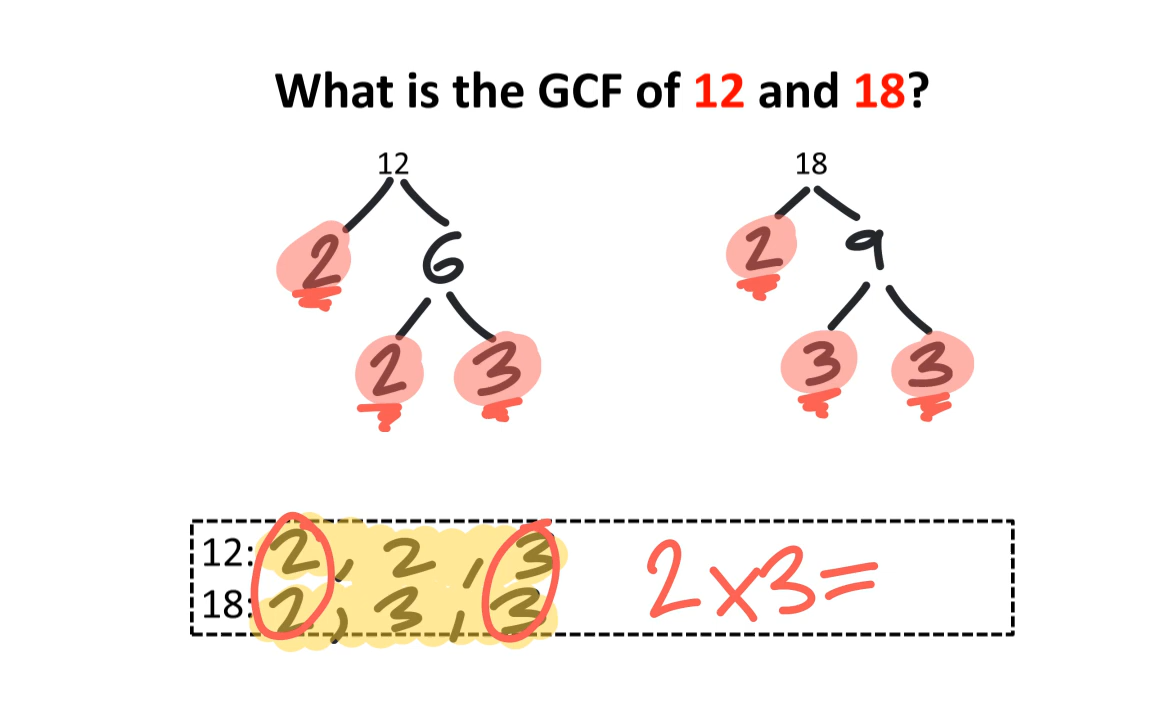 What is the GCF of 12 and 18?
12 18
2 6 2 9
2 3 3 3
12: 2, 2, 3 2x3=
18: 2, 3, 3